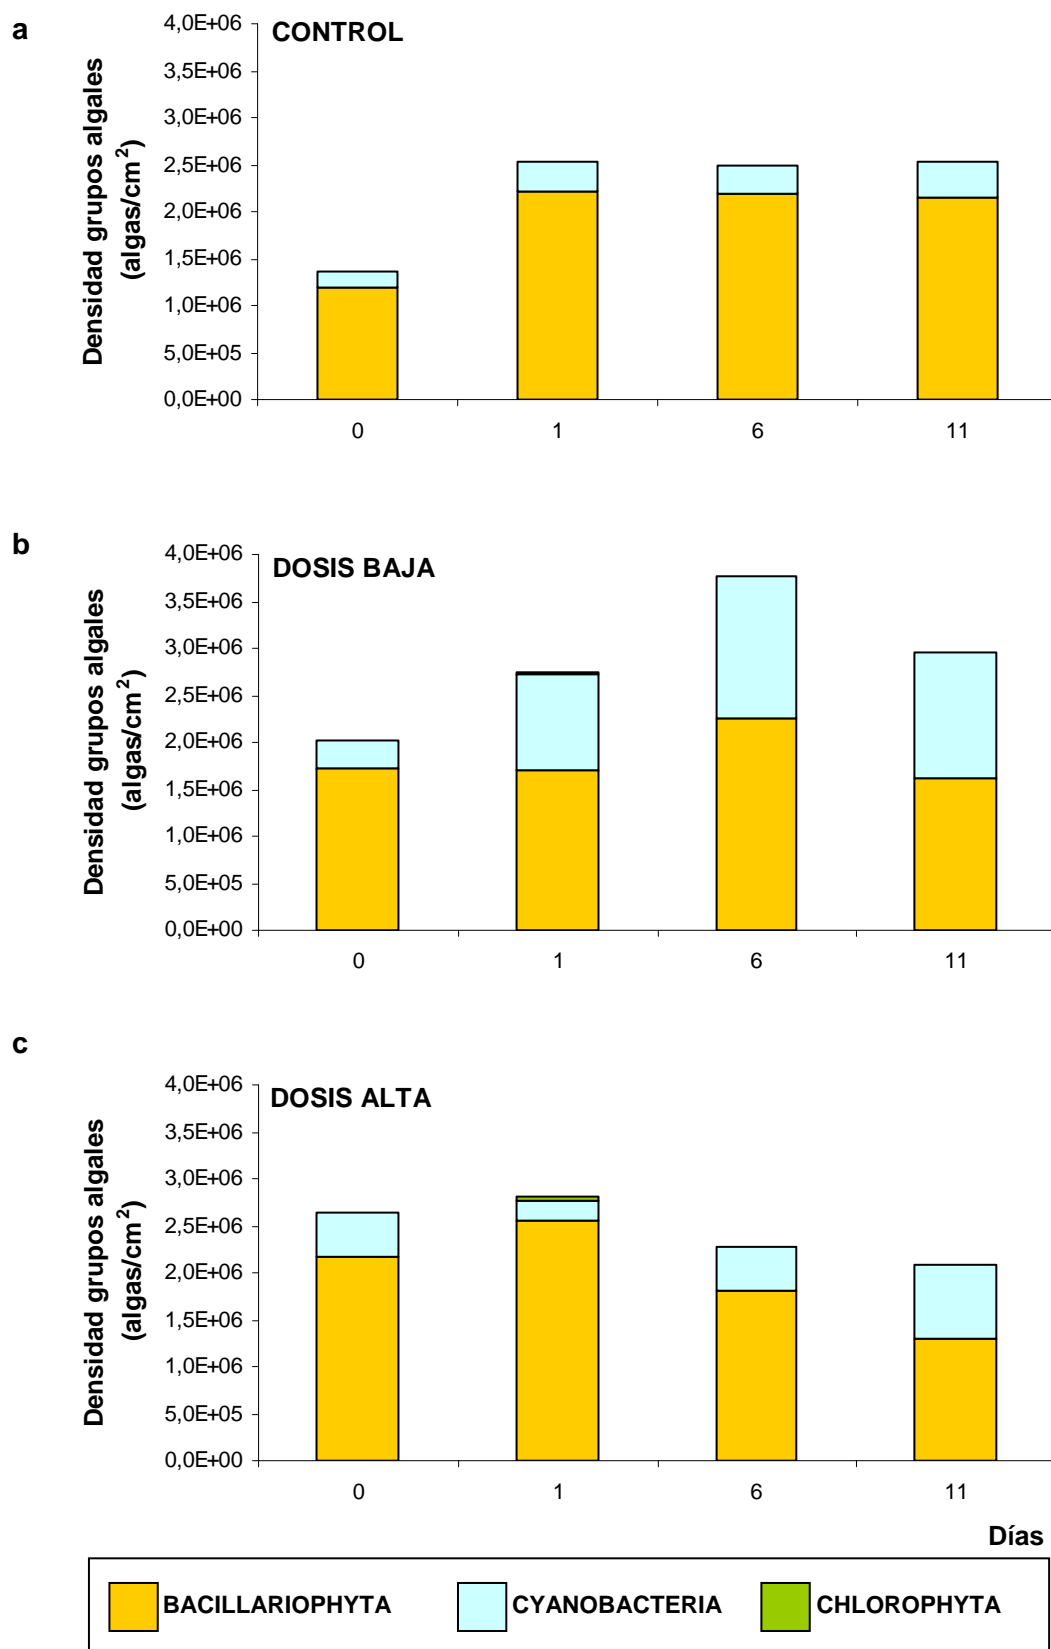 a
CONTROL
Densidad grupos algales
(algas/cm²)
4,0E+06
3,5E+06
3,0E+06
2,5E+06
2,0E+06
1,5E+06
1,0E+06
5,0E+05
0,0E+00
0 1 6 11
b
DOSIS BAJA
Densidad grupos algales
(algas/cm²)
4,0E+06
3,5E+06
3,0E+06
2,5E+06
2,0E+06
1,5E+06
1,0E+06
5,0E+05
0,0E+00
0 1 6 11
c
DOSIS ALTA
Densidad grupos algales
(algas/cm²)
4,0E+06
3,5E+06
3,0E+06
2,5E+06
2,0E+06
1,5E+06
1,0E+06
5,0E+05
0,0E+00
0 1 6 11
Días
BACILLARIOPHYTA CYANOBACTERIA CHLOROPHYTA